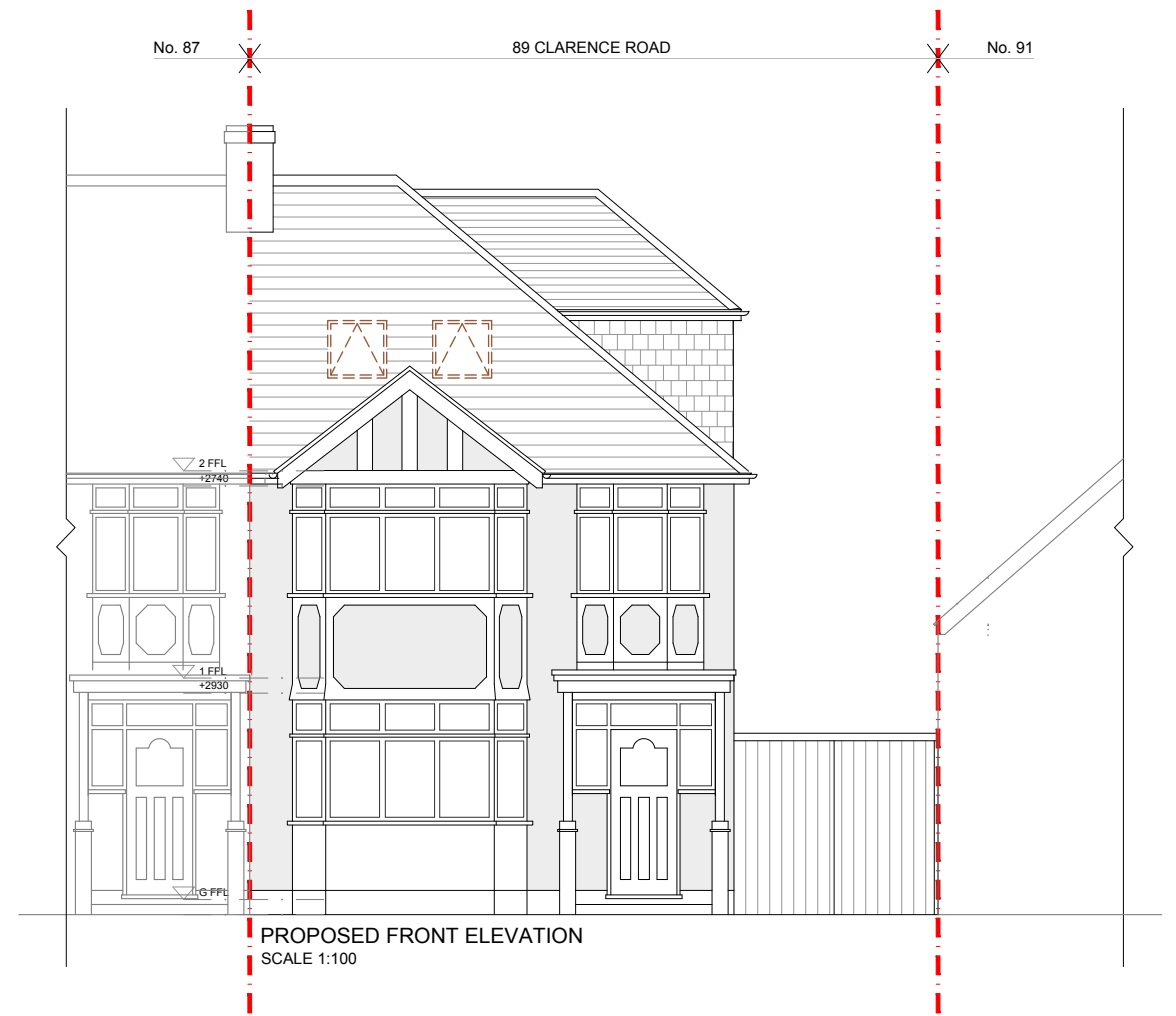 No. 87
89 CLARENCE ROAD
No. 91
2 FFL
+2740
1 FFL
+2930
G FFL
PROPOSED FRONT ELEVATION
SCALE 1:100